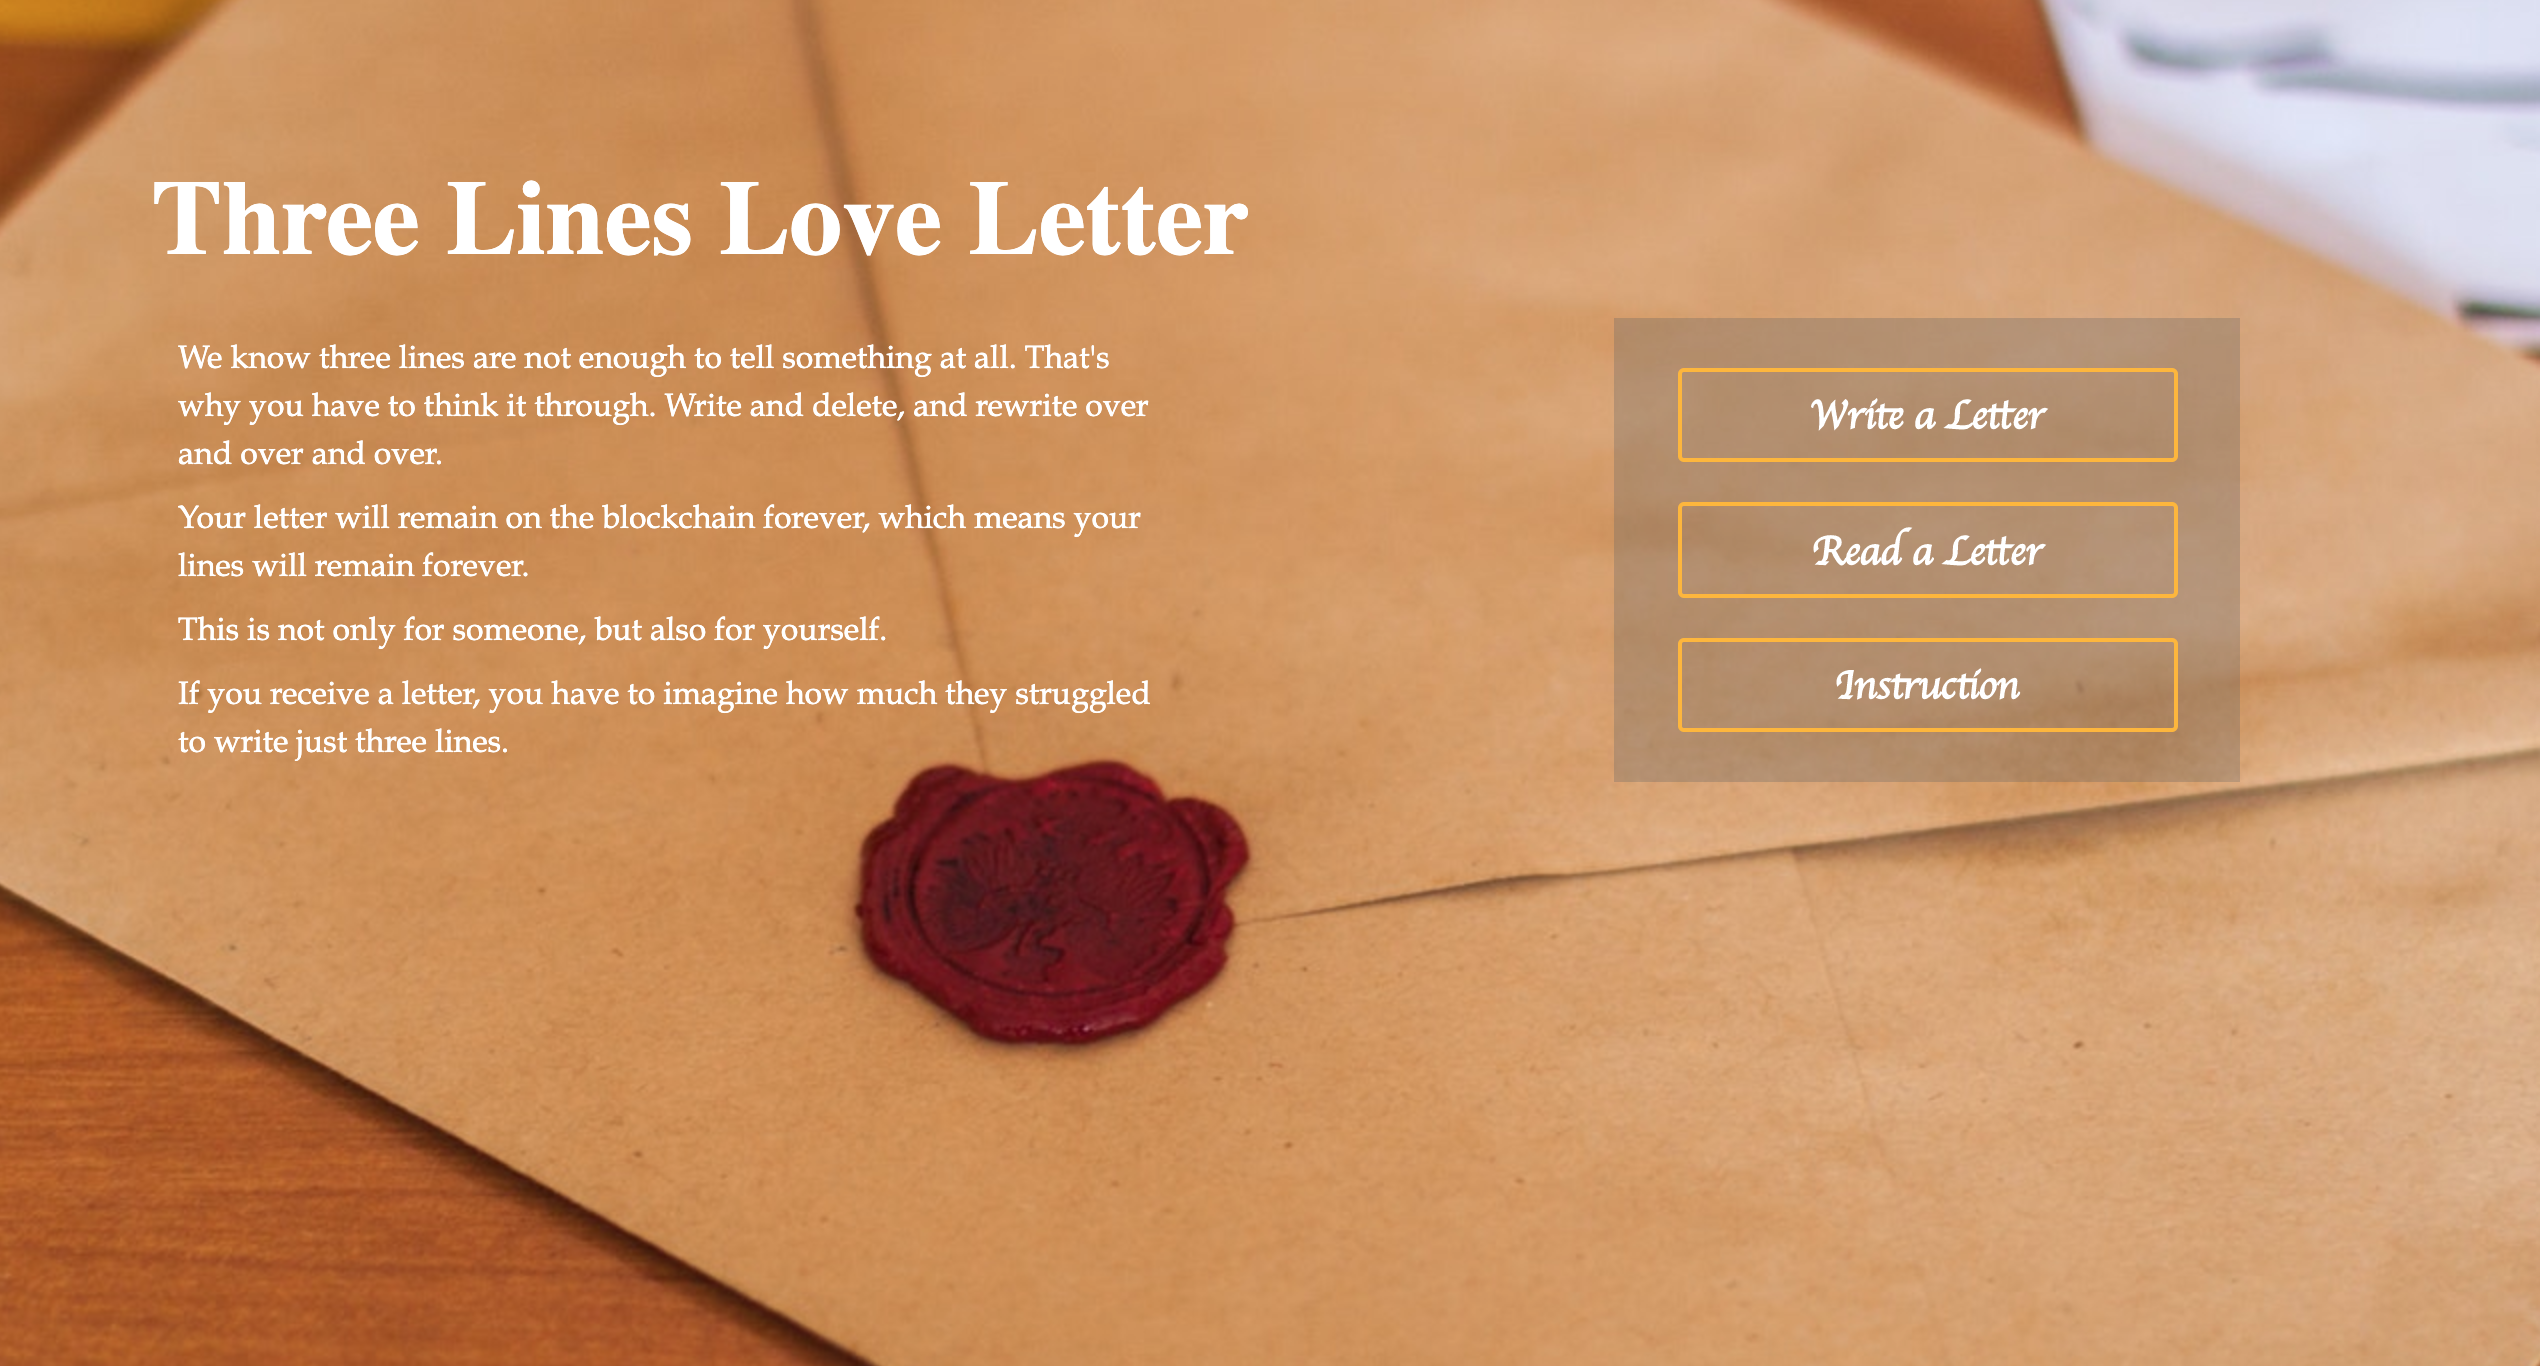 Three Lines Love Letter
We know three lines are not enough to tell something at all. That's
why you have to think it through. Write and delete, and rewrite over
and over and over.
Your letter will remain on the blockchain forever, which means your
lines will remain forever.
This is not only for someone, but also for yourself.
If you receive a letter, you have to imagine how much they struggled
to write just three lines.
Write a Letter
Read a Letter
Instruction